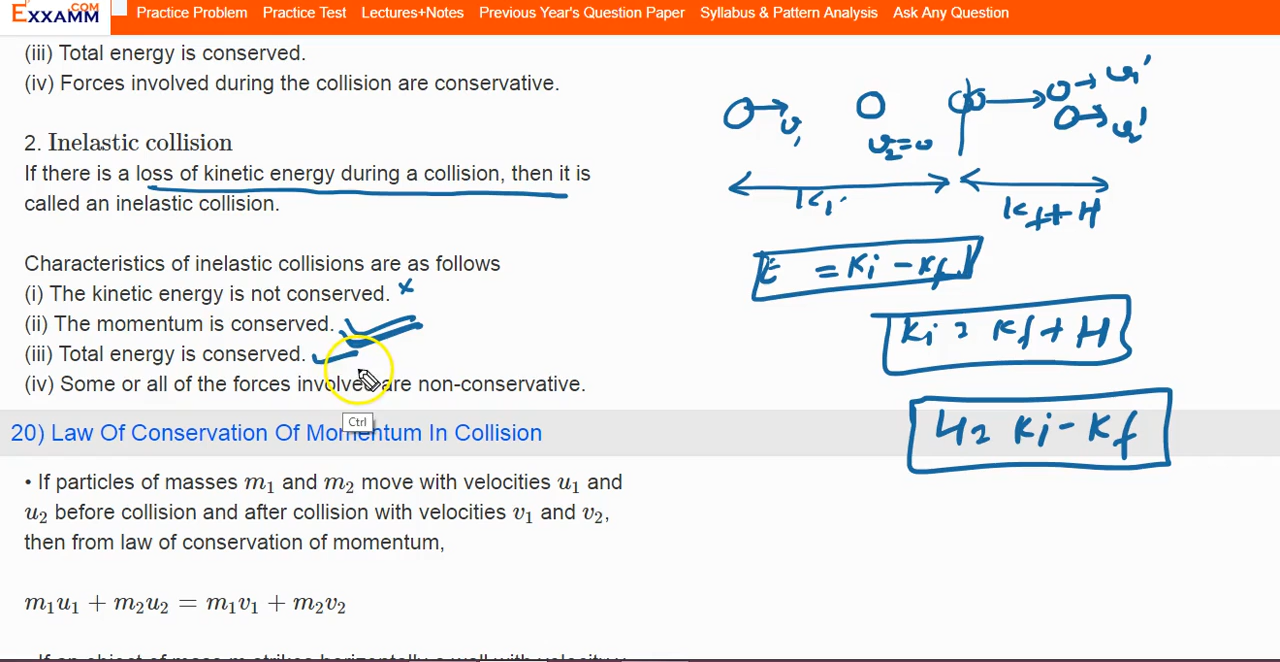 EXXAMM .COM
Practice Problem Practice Test Lectures+Notes Previous Year's Question Paper Syllabus & Pattern Analysis Ask Any Question
(iii) Total energy is conserved.
(iv) Forces involved during the collision are conservative.
2. Inelastic collision
If there is a loss of kinetic energy during a collision, then it is
called an inelastic collision.
Characteristics of inelastic collisions are as follows
(i) The kinetic energy is not conserved.
(ii) The momentum is conserved.
(iii) Total energy is conserved.
(iv) Some or all of the forces involved are non-conservative.
Ctrl
20) Law Of Conservation Of Momentum In Collision
• If particles of masses m₁ and m₂ move with velocities u₁ and
u₂ before collision and after collision with velocities v₁ and v₂,
then from law of conservation of momentum,
m₁u₁ + m₂u₂ = m₁v₁ + m₂v₂
v₁
v₂=0
v₁'
v₂'
Ki
Kf+H
E = Ki - Kf
Ki = Kf + H
H = Ki - Kf